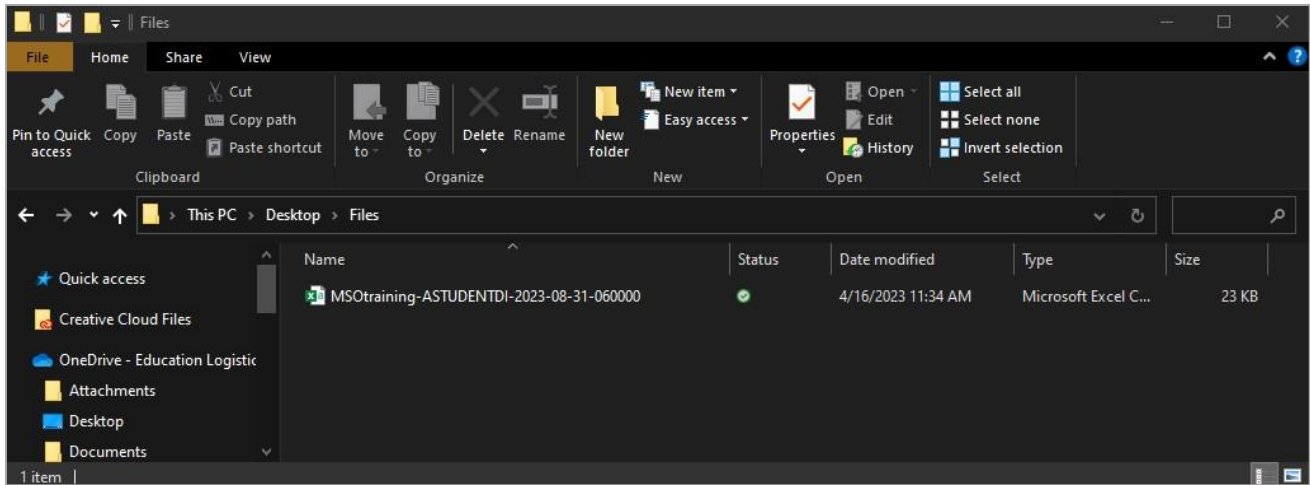 Files
File Home Share View
Pin to Quick access
Copy
Paste
Cut
Copy path
Paste shortcut
Clipboard
Move to
Copy to
Delete
Rename
Organize
New folder
New item
Easy access
New
Properties
Open
Edit
History
Open
Select all
Select none
Invert selection
Select
This PC > Desktop > Files
Name Status Date modified Type Size
MSOtraining-ASTUDENTDI-2023-08-31-060000 4/16/2023 11:34 AM Microsoft Excel C... 23 KB
Quick access
Creative Cloud Files
OneDrive - Education Logistic
Attachments
Desktop
Documents
1 item